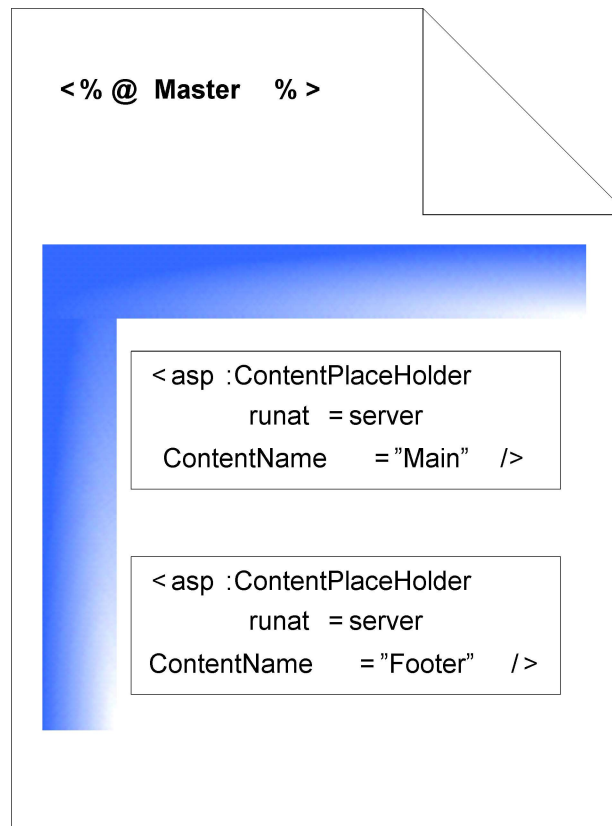 <% @ Master % >
< asp :ContentPlaceHolder
runat = server
ContentName =”Main” />
< asp :ContentPlaceHolder
runat = server
ContentName =”Footer” / >